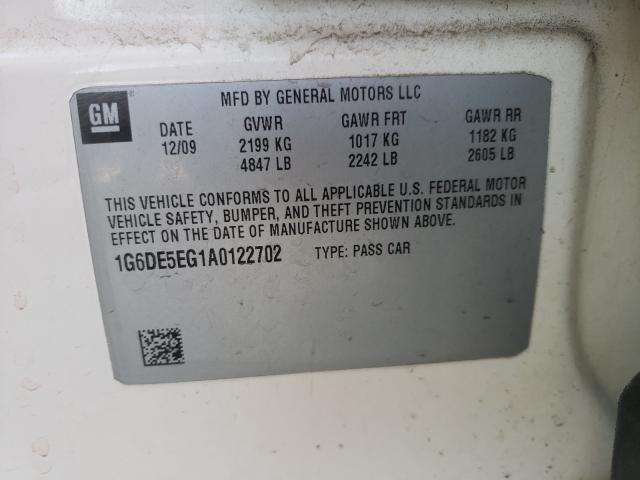 GM
MFD BY GENERAL MOTORS LLC
DATE GVWR GAWR FRT GAWR RR
12/09 2199 KG 1017 KG 1182 KG
4847 LB 2242 LB 2605 LB
THIS VEHICLE CONFORMS TO ALL APPLICABLE U.S. FEDERAL MOTOR
VEHICLE SAFETY, BUMPER, AND THEFT PREVENTION STANDARDS IN
EFFECT ON THE DATE OF MANUFACTURE SHOWN ABOVE.
1G6DE5EG1A0122702 TYPE: PASS CAR